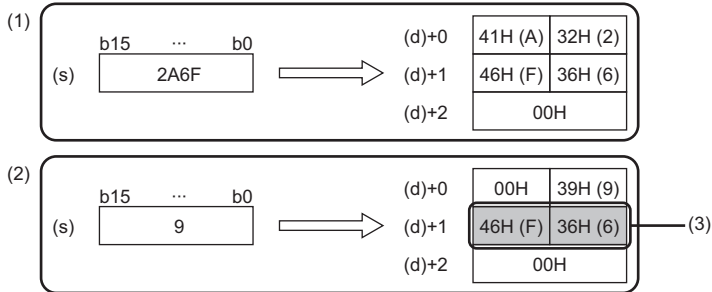 (1)
b15 ... b0
(s) 2A6F
(d)+0 41H (A) 32H (2)
(d)+1 46H (F) 36H (6)
(d)+2 00H
(2)
b15 ... b0
(s) 9
(d)+0 00H 39H (9)
(d)+1 46H (F) 36H (6) (3)
(d)+2 00H